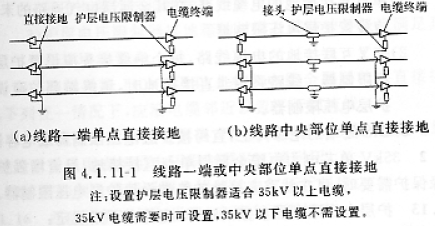 直接接地 护层电压限制器 电缆终端
接头 护层电压限制器 电缆终端
(a)线路一端单点直接接地
(b)线路中央部位单点直接接地
图 4.1.11-1 线路一端或中央部位单点直接接地
注:设置护层电压限制器适合 35kV 以上电缆,
35kV 电缆需要时可设置,35kV 以下电缆不需设置。